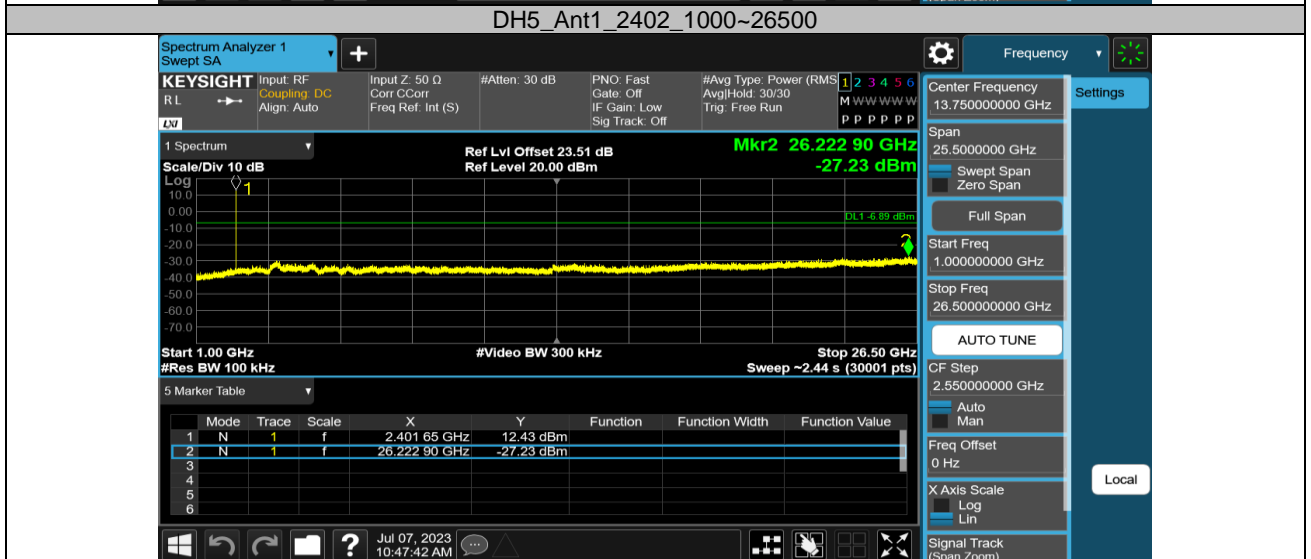 (Span Zoom)
DH5_Ant1_2402_1000~26500
Spectrum Analyzer 1
Swept SA
Frequency
KEYSIGHT
RL
LXI
Input: RF
Coupling: DC
Align: Auto
Input Z: 50 Ω
Corr CCorr
Freq Ref: Int (S)
#Atten: 30 dB
PNO: Fast
Gate: Off
IF Gain: Low
Sig Track: Off
#Avg Type: Power (RMS
Avg|Hold: 30/30
Trig: Free Run
1 2 3 4 5 6
M W W W W W
P P P P P P
1 Spectrum
Scale/Div 10 dB
Ref Lvl Offset 23.51 dB
Ref Level 20.00 dBm
Mkr2 26.222 90 GHz
-27.23 dBm
Log
10.0
0.00
-10.0
-20.0
-30.0
-40.0
-50.0
-60.0
-70.0
1
DL1 -6.89 dBm
2
Start 1.00 GHz
#Video BW 300 kHz
Stop 26.50 GHz
#Res BW 100 kHz
Sweep ~2.44 s (30001 pts)
5 Marker Table
Mode Trace Scale X Y Function Function Width Function Value
1 N 1 f 2.401 65 GHz 12.43 dBm
2 N 1 f 26.222 90 GHz -27.23 dBm
3
4
5
6
Jul 07, 2023
10:47:42 AM
Center Frequency
13.750000000 GHz
Settings
Span
25.5000000 GHz
Swept Span
Zero Span
Full Span
Start Freq
1.000000000 GHz
Stop Freq
26.500000000 GHz
AUTO TUNE
CF Step
2.550000000 GHz
Auto
Man
Freq Offset
0 Hz
X Axis Scale
Log
Lin
Local
Signal Track
(Span Zoom)